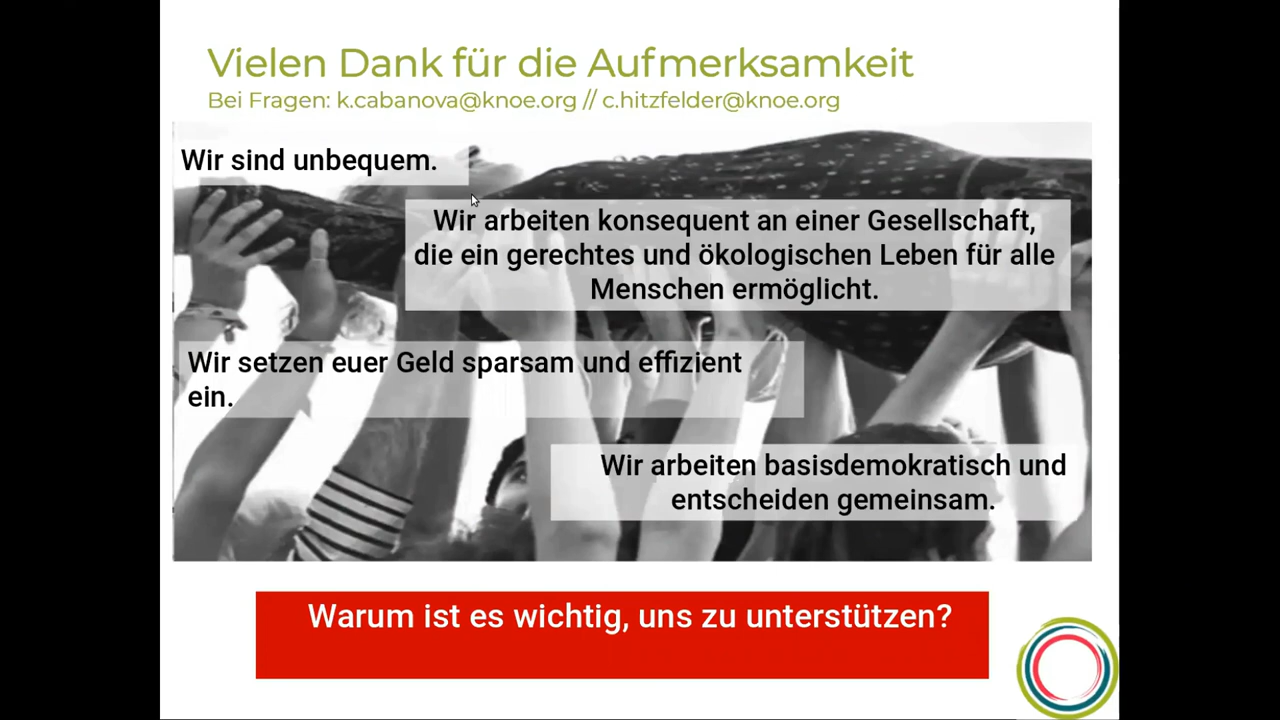 Vielen Dank für die Aufmerksamkeit
Bei Fragen: k.cabanova@knoe.org // c.hitzfelder@knoe.org
Wir sind unbequem.
Wir arbeiten konsequent an einer Gesellschaft,
die ein gerechtes und ökologischen Leben für alle
Menschen ermöglicht.
Wir setzen euer Geld sparsam und effizient
ein.
Wir arbeiten basisdemokratisch und
entscheiden gemeinsam.
Warum ist es wichtig, uns zu unterstützen?